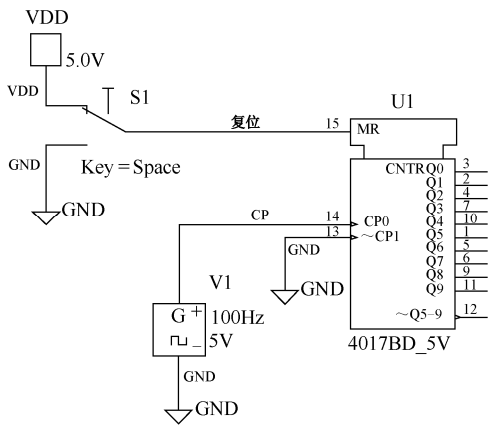 VDD
5.0V
VDD
S1
复位
15
MR
U1
GND
Key = Space
GND
CNTR
Q0
3
Q1
2
Q2
4
Q3
7
Q4
10
Q5
1
Q6
5
Q7
6
Q8
9
Q9
11
~Q5-9
12
CP
14
CP0
13
~CP1
GND
GND
V1
G
+
100Hz
5V
4017BD_5V
GND
GND